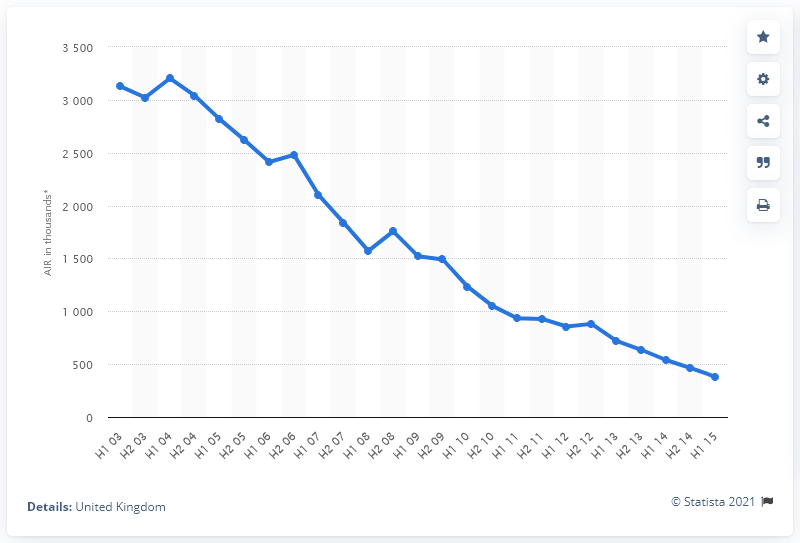 3 500
3 000
2 500
2 000
1 500
1 000
500
0
AIR in thousands*
H1 03
H2 03
H1 04
H2 04
H1 05
H2 05
H1 06
H2 06
H1 07
H2 07
H1 08
H2 08
H1 09
H2 09
H1 10
H2 10
H1 11
H2 11
H1 12
H2 12
H1 13
H2 13
H1 14
H2 14
H1 15
Details: United Kingdom
© Statista 2021